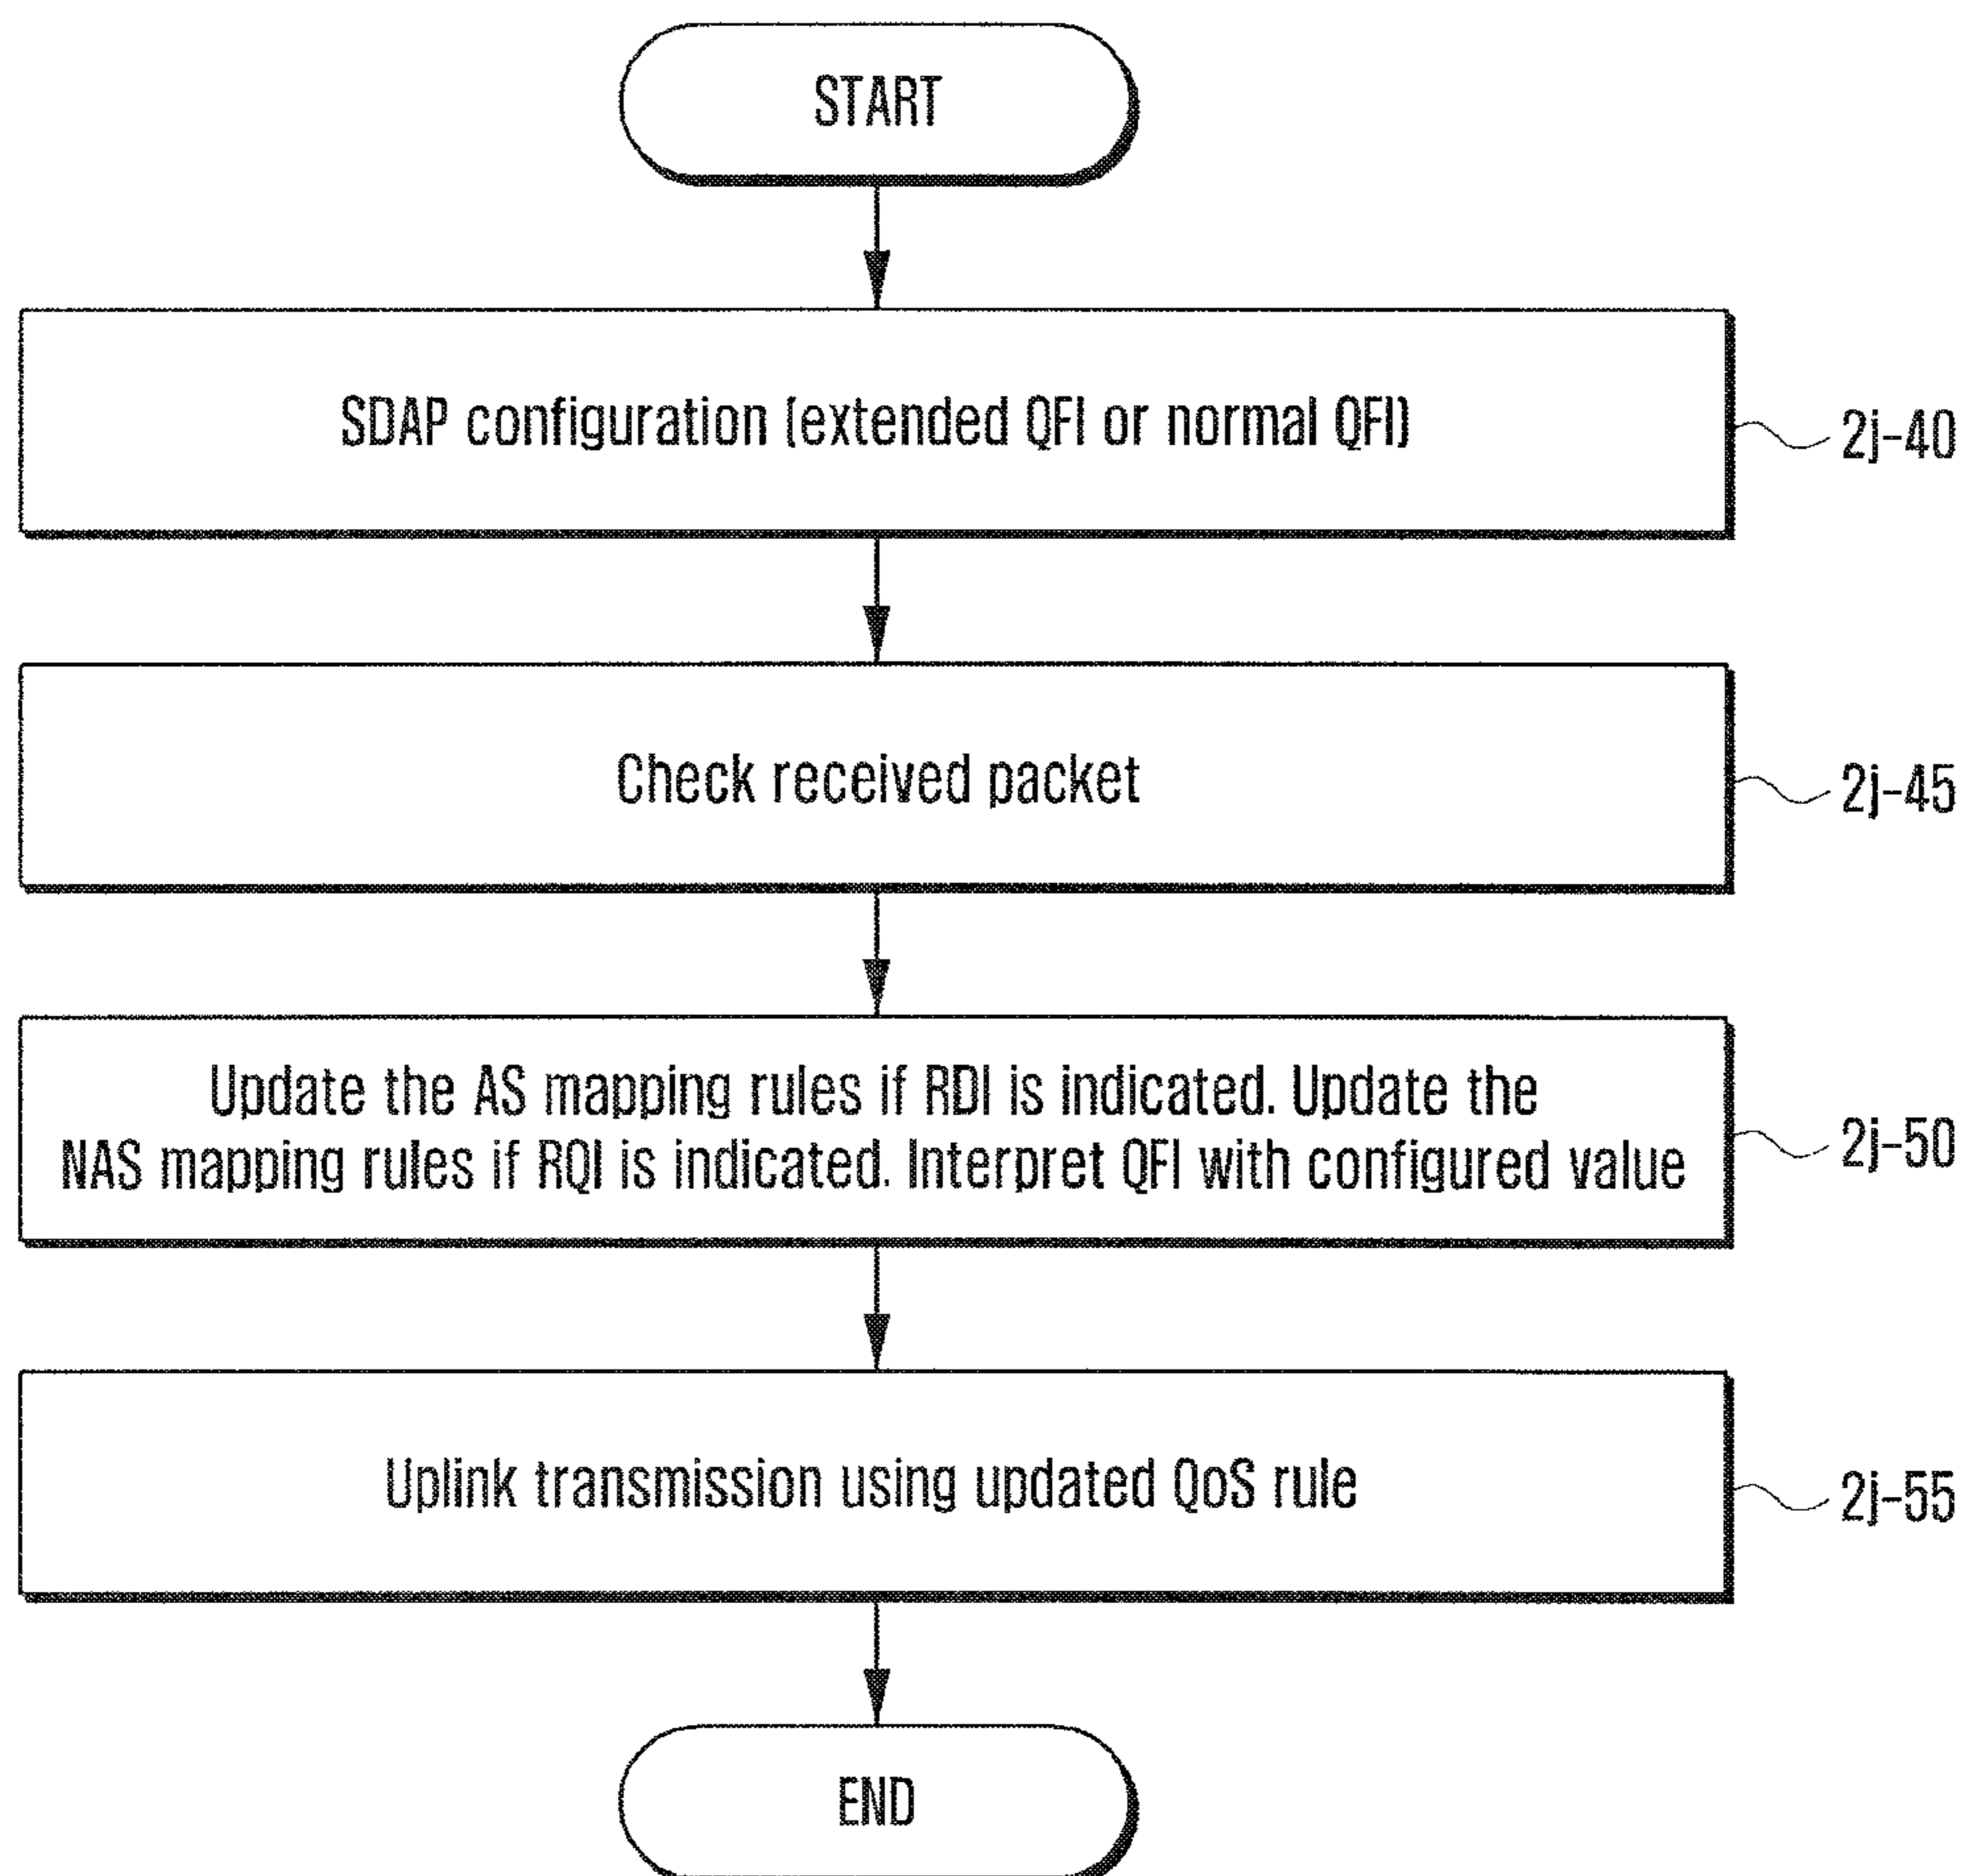 START
SDAP configuration (extended QFI or normal QFI)
2j-40
Check received packet
2j-45
Update the AS mapping rules if RDI is indicated. Update the
NAS mapping rules if RQI is indicated. Interpret QFI with configured value
2j-50
Uplink transmission using updated QoS rule
2j-55
END